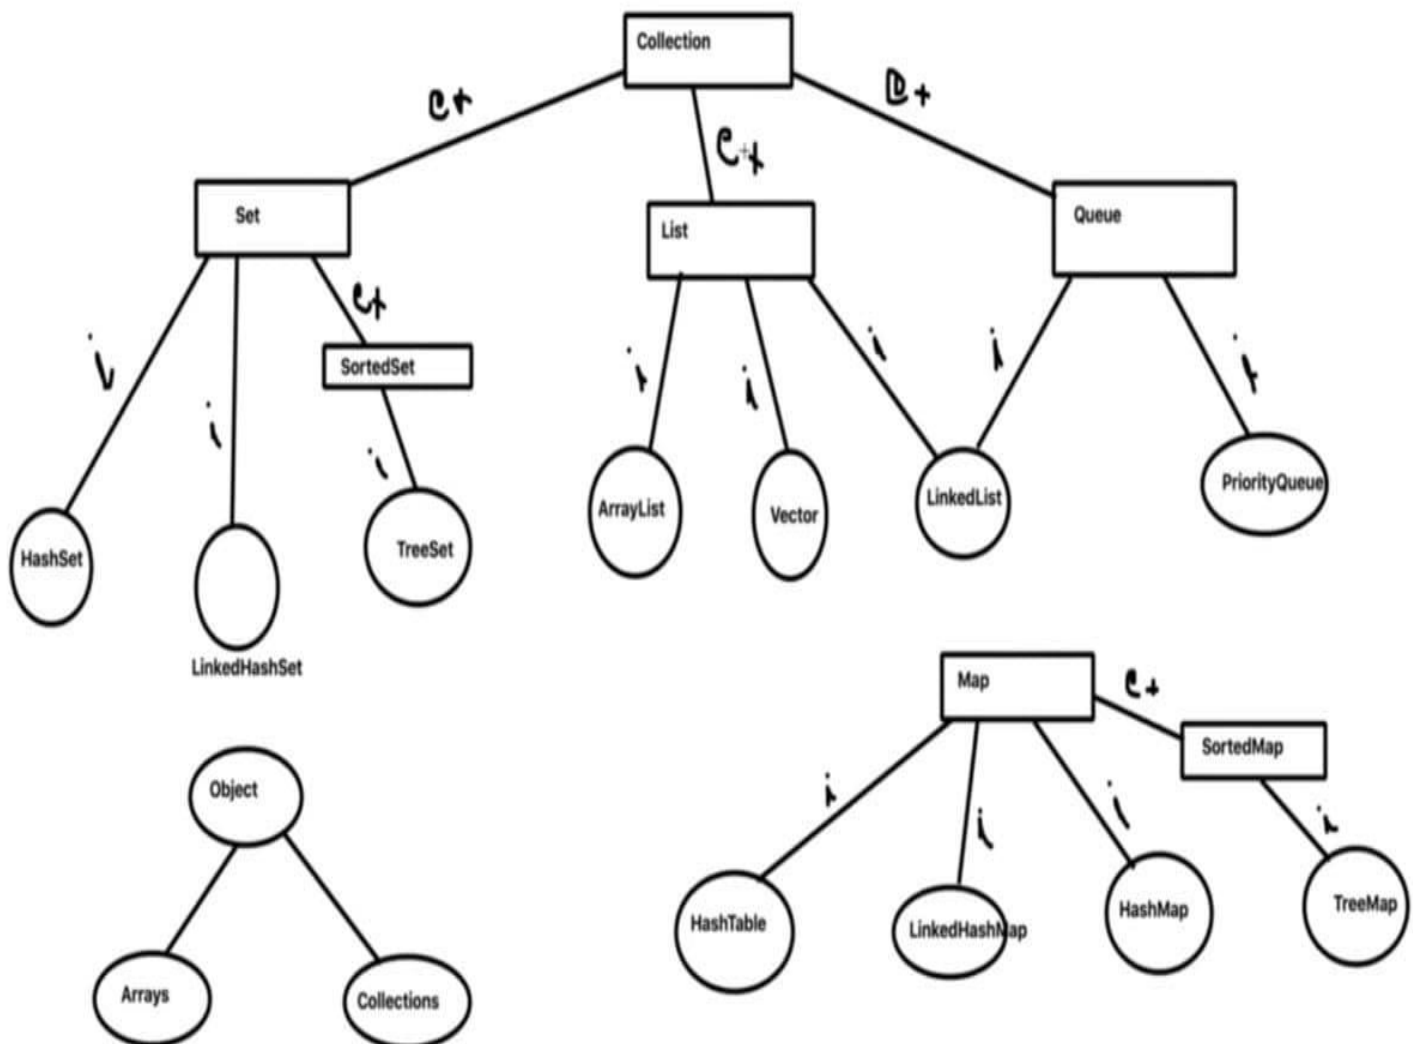 Collection
e+
e+
e+
Set
List
Queue
e+
SortedSet
i
i
i
i
i
i
i
i
HashSet
LinkedHashSet
TreeSet
ArrayList
Vector
LinkedList
PriorityQueue
Map
e+
SortedMap
Object
i
i
i
i
HashTable
LinkedHashMap
HashMap
TreeMap
Arrays
Collections